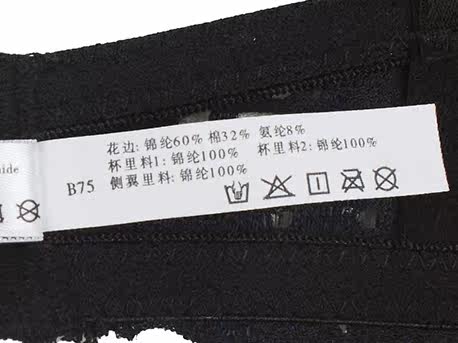 uide
花边: 锦纶60% 棉32% 氨纶8%
杯里料1: 锦纶100% 杯里料2: 锦纶100%
B75 侧翼里料: 锦纶100%